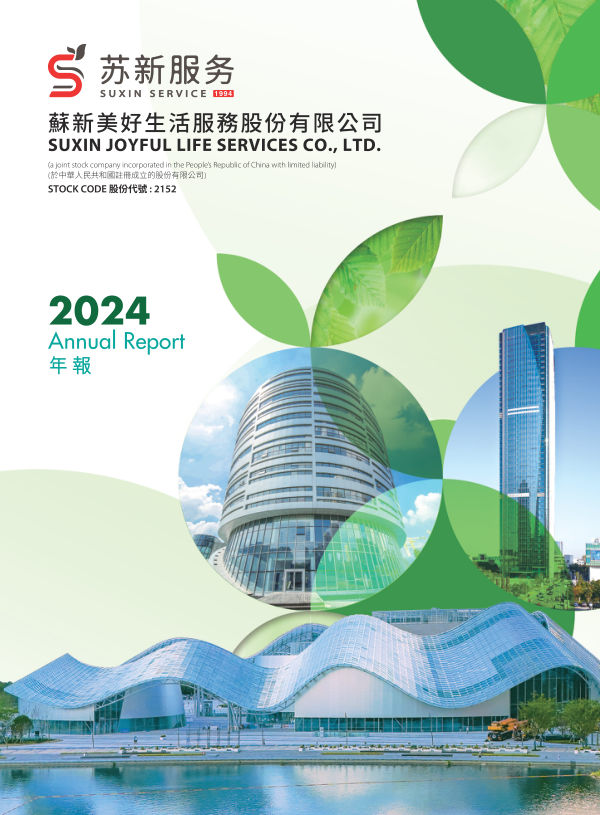 苏新服务
SUXIN SERVICE 1994
蘇新美好生活服務股份有限公司
SUXIN JOYFUL LIFE SERVICES CO., LTD.
(a joint stock company incorporated in the People's Republic of China with limited liability)
(於中華人民共和國註冊成立的股份有限公司)
STOCK CODE 股份代號 : 2152
2024
Annual Report
年報